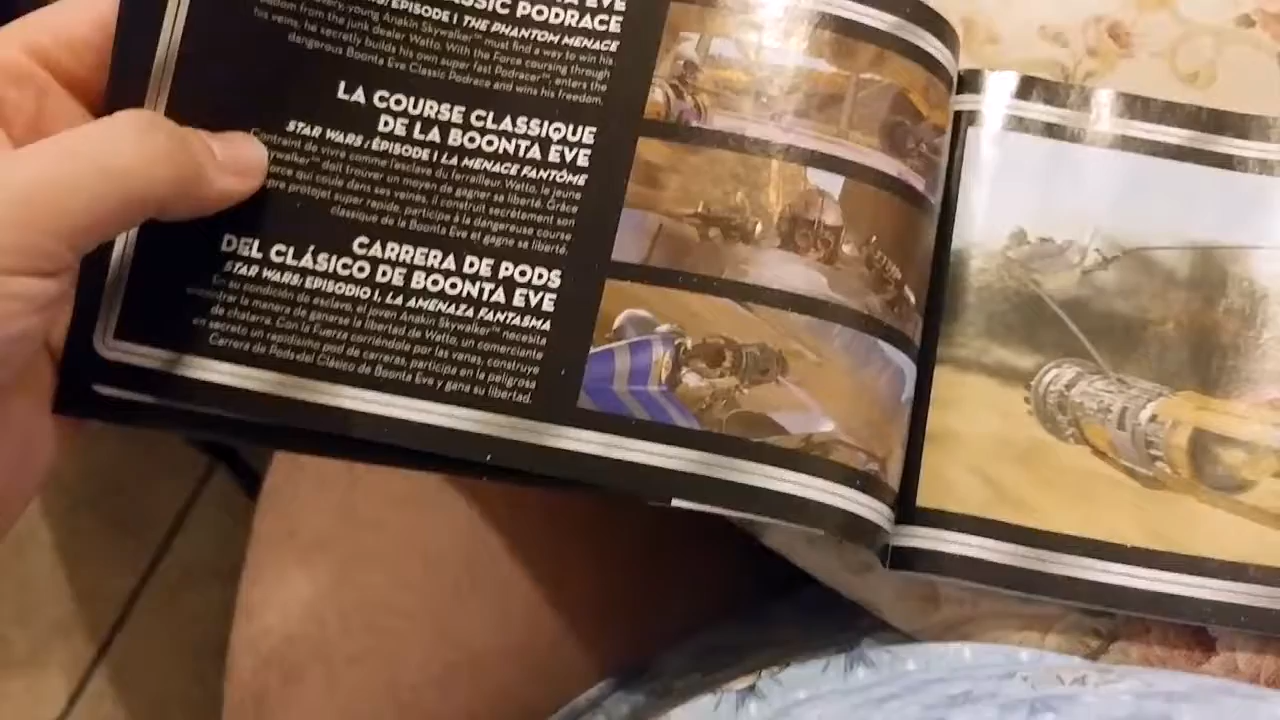 EVE
CLASSIC PODRACE
WARS: EPISODE I THE PHANTOM MENACE
young Anakin Skywalker™ must find a way to win his
from the junk dealer Watto. With the Force coursing through
his veins, he secretly builds his own super fast Podracer™, enters the
dangerous Boonta Eve Classic Podrace and wins his freedom.
LA COURSE CLASSIQUE
DE LA BOONTA EVE
STAR WARS : ÉPISODE I LA MENACE FANTÔME
Contraint de vivre comme l'esclave du ferrailleur, Watto, le jeune
Skywalker™ doit trouver un moyen de gagner sa liberté. Grâce
Force qui coule dans ses veines, il construit secrètement son
propre protojet super rapide, participe à la dangereuse course
classique de la Boonta Eve et gagne sa liberté.
CARRERA DE PODS
DEL CLÁSICO DE BOONTA EVE
STAR WARS: EPISODIO I, LA AMENAZA FANTASMA
En su condición de esclavo, el joven Anakin Skywalker™ necesita
encontrar la manera de ganarse la libertad de Watto, un comerciante
de chatarra. Con la Fuerza corriéndole por las venas, construye
en secreto un rapidísimo pod de carreras, participa en la peligrosa
Carrera de Pods del Clásico de Boonta Eve y gana su libertad.